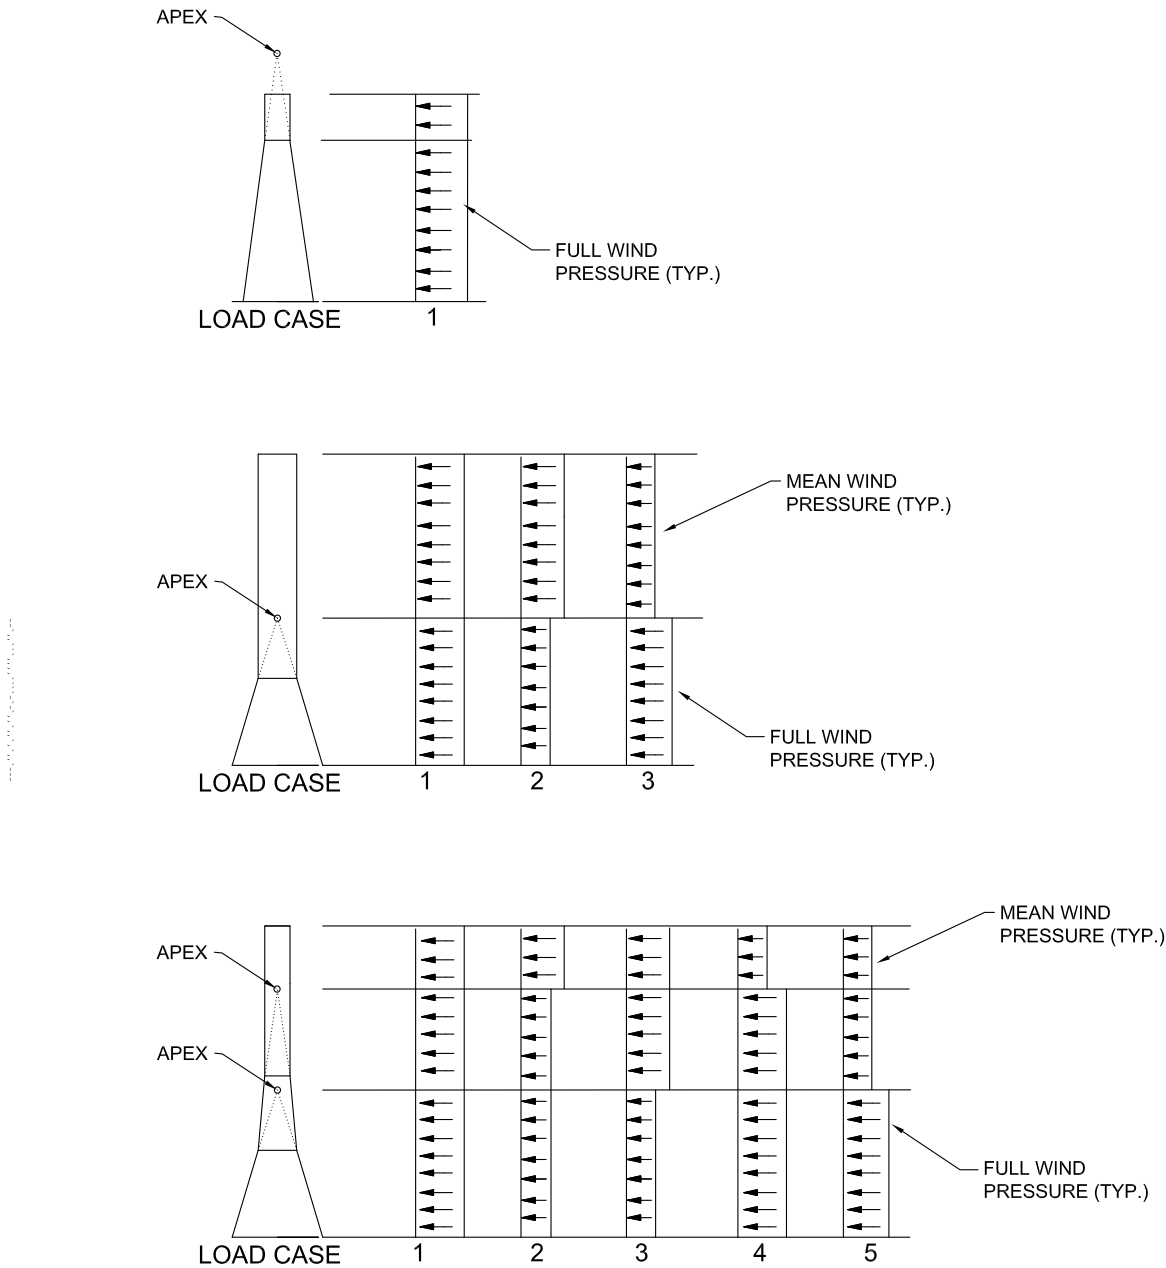 APEX
FULL WIND
PRESSURE (TYP.)
LOAD CASE
1
MEAN WIND
PRESSURE (TYP.)
APEX
FULL WIND
PRESSURE (TYP.)
LOAD CASE
1
2
3
MEAN WIND
PRESSURE (TYP.)
APEX
APEX
FULL WIND
PRESSURE (TYP.)
LOAD CASE
1
2
3
4
5